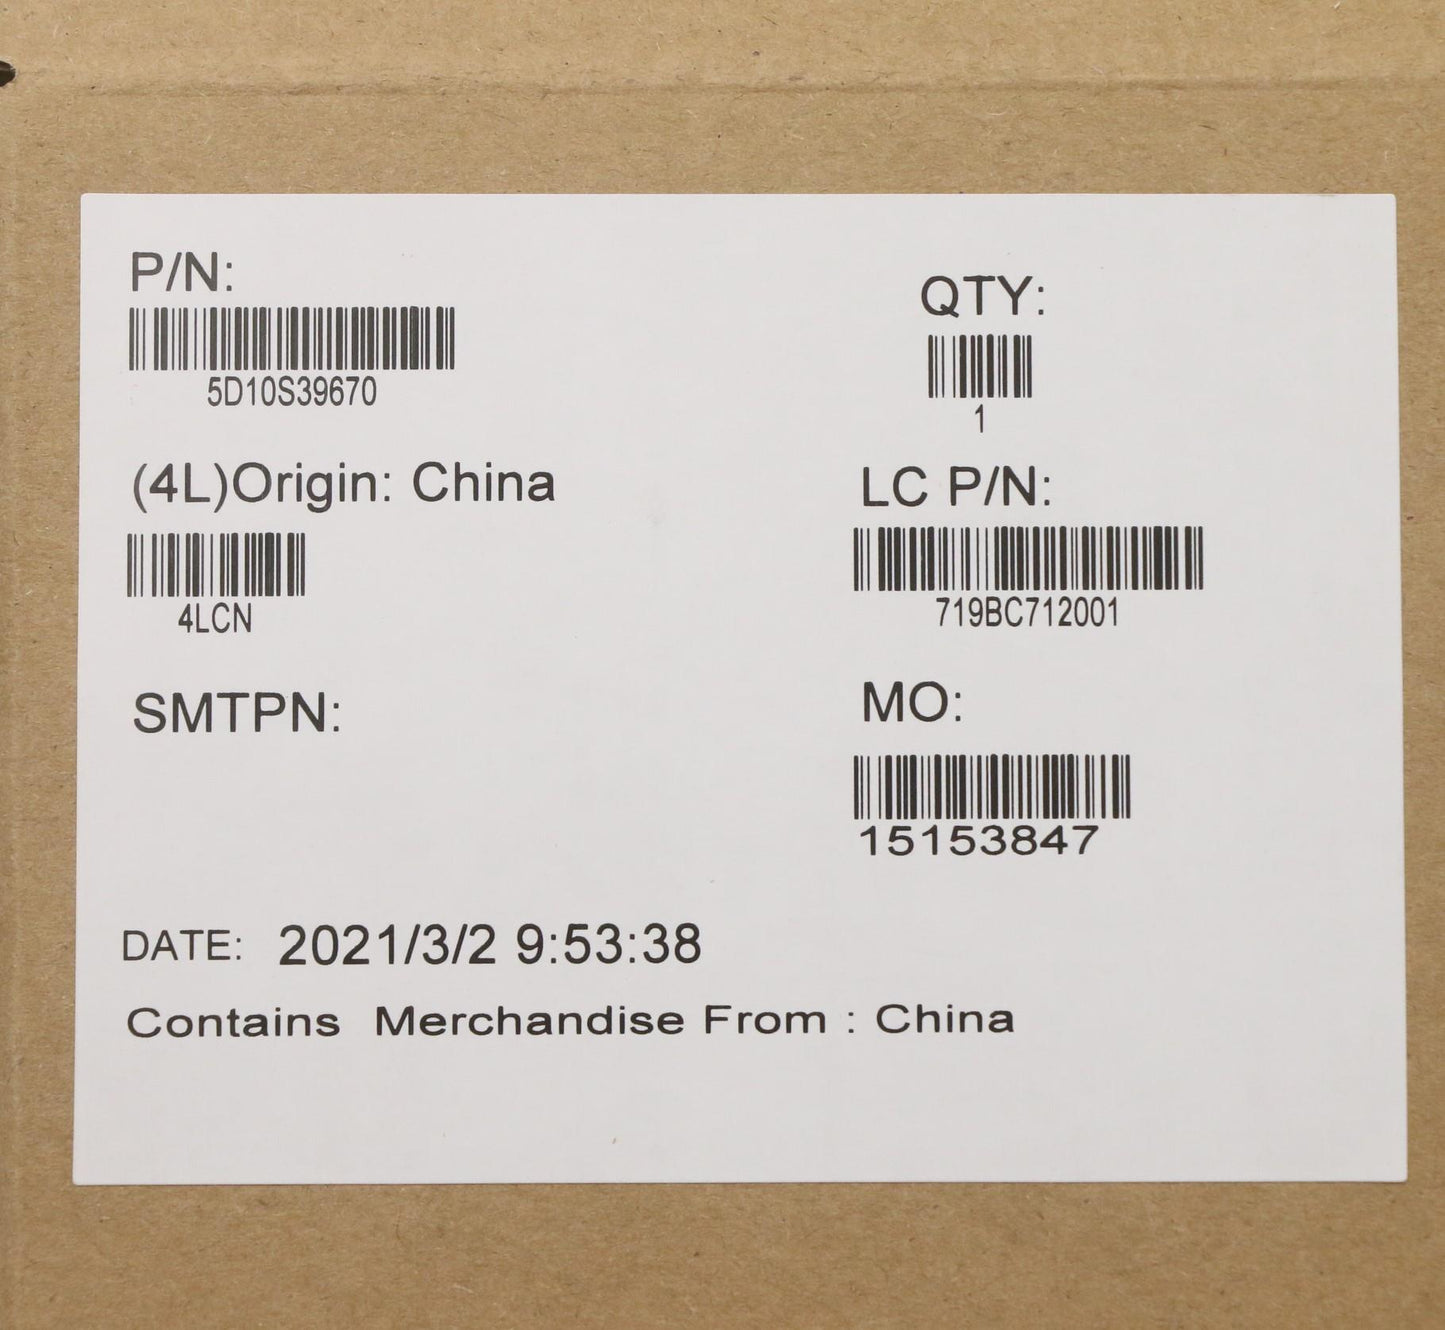 P/N:
5D10S39670
QTY:
1
(4L)Origin: China
4LCN
LC P/N:
719BC712001
SMTPN:
MO:
15153847
DATE: 2021/3/2 9:53:38
Contains Merchandise From : China